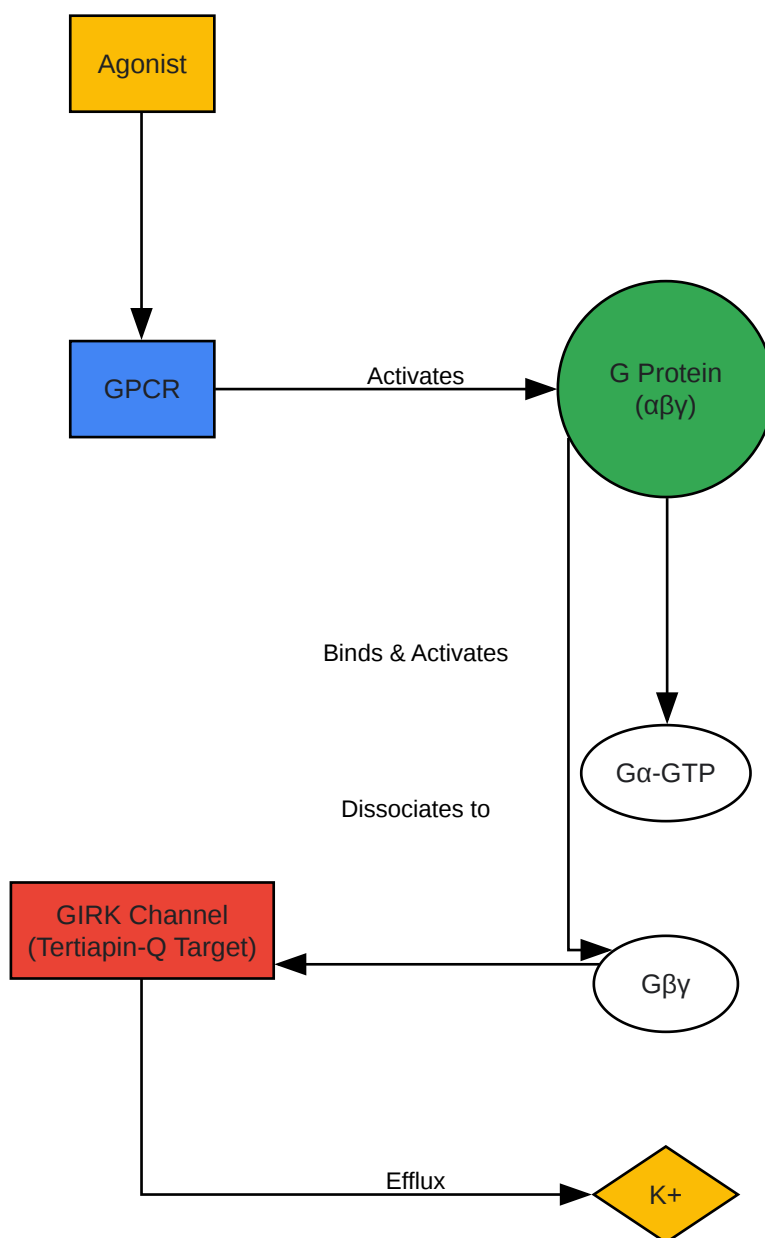 Agonist
GPCR
Activates
G Protein
(αβγ)
Binds & Activates
Gα-GTP
Dissociates to
GIRK Channel
(Tertiapin-Q Target)
Gβγ
Efflux
K+